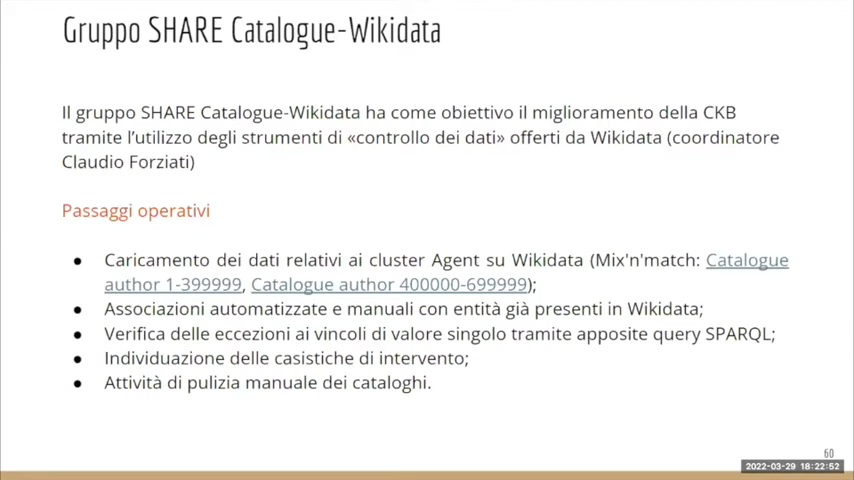 Gruppo SHARE Catalogue-Wikidata
Il gruppo SHARE Catalogue-Wikidata ha come obiettivo il miglioramento della CKB
tramite l'utilizzo degli strumenti di «controllo dei dati» offerti da Wikidata (coordinatore
Claudio Forziati)
Passaggi operativi
● Caricamento dei dati relativi ai cluster Agent su Wikidata (Mix'n'match: Catalogue
author 1-399999, Catalogue author 400000-699999);
● Associazioni automatizzate e manuali con entità già presenti in Wikidata;
● Verifica delle eccezioni ai vincoli di valore singolo tramite apposite query SPARQL;
● Individuazione delle casistiche di intervento;
● Attività di pulizia manuale dei cataloghi.
60
2022-03-29 18:22:52